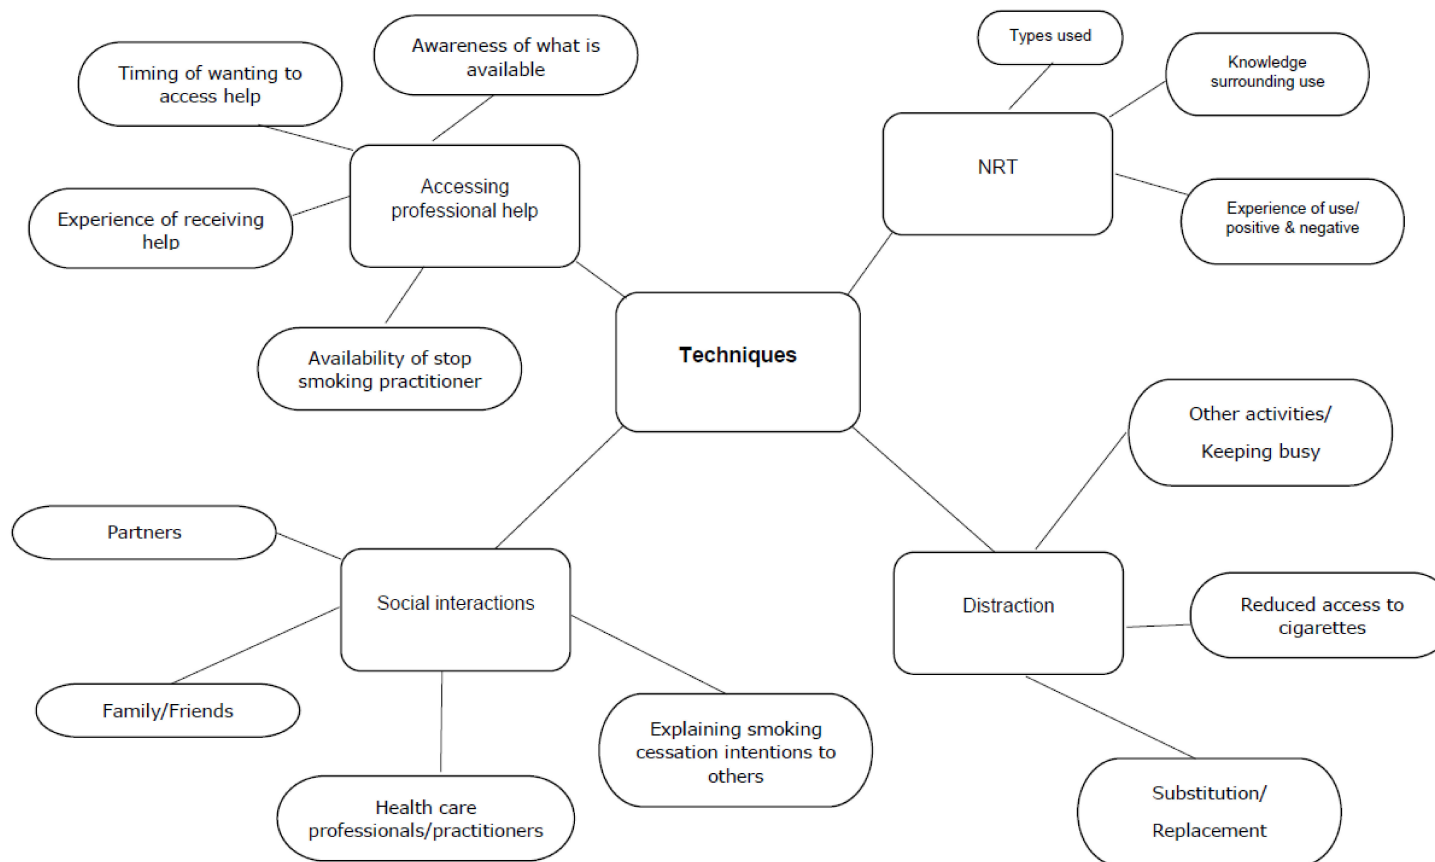 Awareness of what is
available
Timing of wanting to
access help
Accessing
professional help
Experience of receiving
help
Availability of stop
smoking practitioner
Types used
Knowledge
surrounding use
NRT
Experience of use/
positive & negative
Techniques
Other activities/
Keeping busy
Distraction
Reduced access to
cigarettes
Substitution/
Replacement
Partners
Social interactions
Family/Friends
Explaining smoking
cessation intentions to
others
Health care
professionals/practitioners